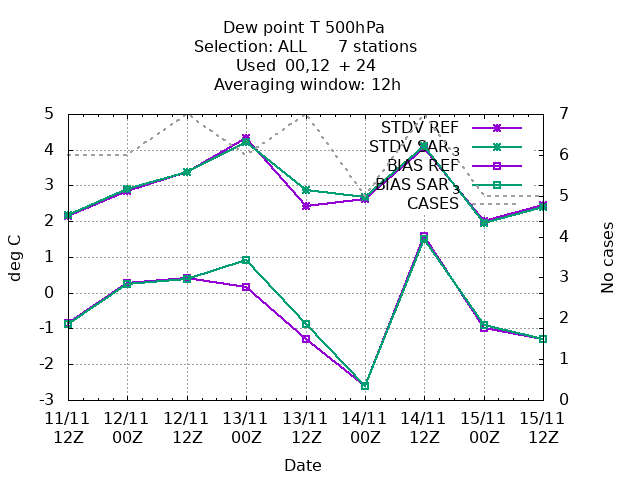 Dew point T 500hPa
Selection: ALL      7 stations
Used  00,12  + 24
Averaging window: 12h
STDV REF
STDV SAR_3
BIAS REF
BIAS SAR_3
CASES
5
4
3
2
1
0
-1
-2
-3
7
6
5
4
3
2
1
0
deg C
No cases
11/11 12/11 12/11 13/11 13/11 14/11 14/11 15/11 15/11
12Z 00Z 12Z 00Z 12Z 00Z 12Z 00Z 12Z
Date